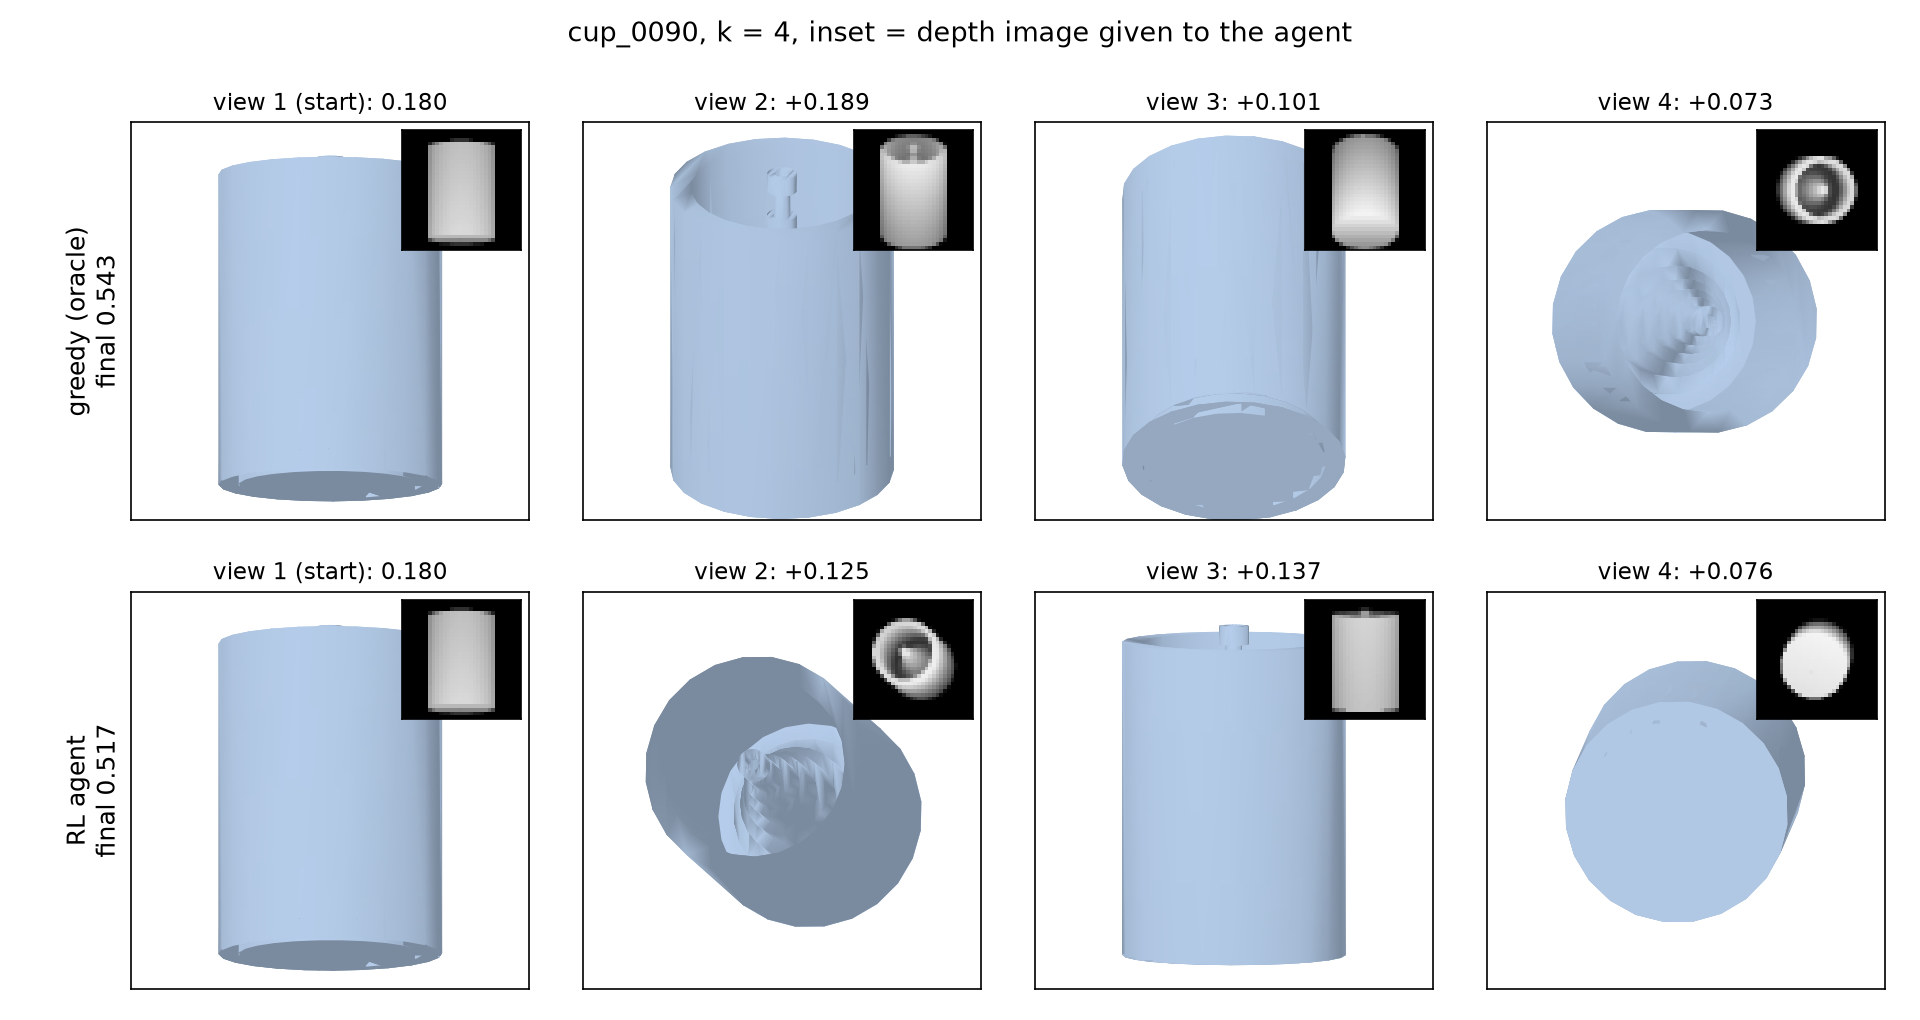 cup_0090, k = 4, inset = depth image given to the agent
view 1 (start): 0.180
view 2: +0.189
view 3: +0.101
view 4: +0.073
greedy (oracle)
final 0.543
view 1 (start): 0.180
view 2: +0.125
view 3: +0.137
view 4: +0.076
RL agent
final 0.517